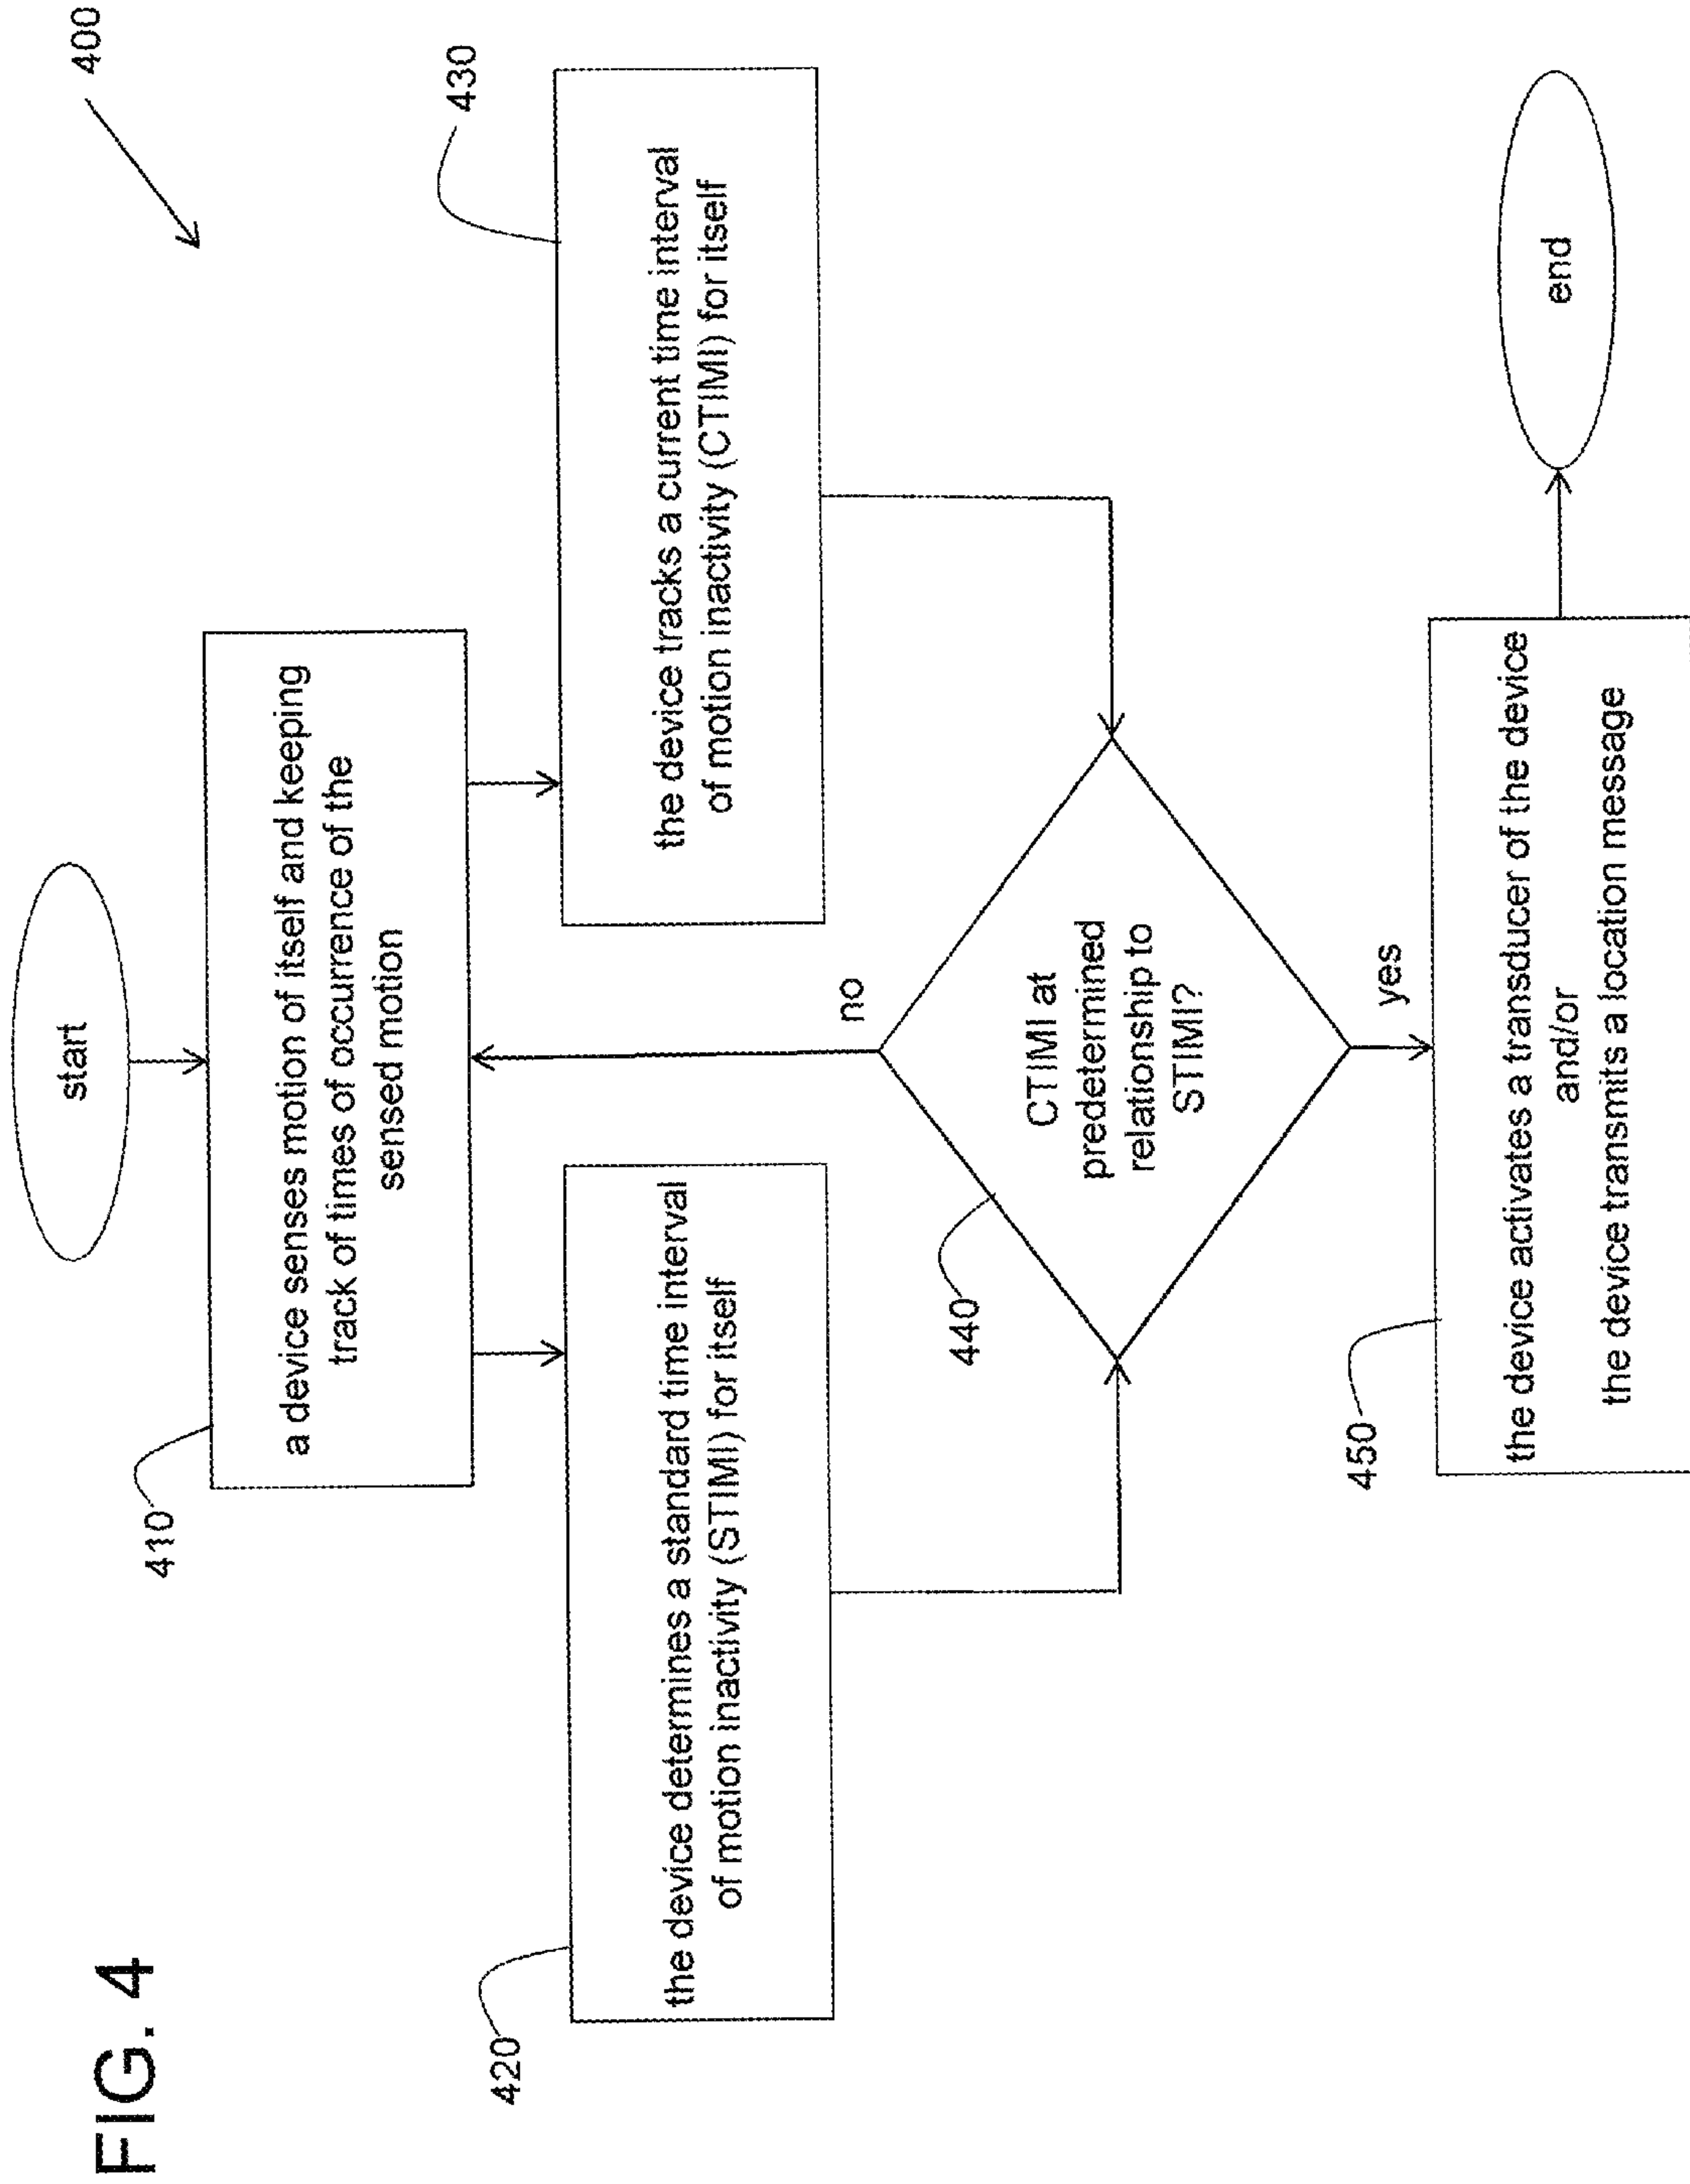 FIG. 4
400
start
410
a device senses motion of itself and keeping
track of times of occurrence of the
sensed motion
420
the device determines a standard time interval
of motion inactivity (STIMI) for itself
430
the device tracks a current time interval
of motion inactivity (CTIMI) for itself
no
440
CTIMI at
predetermined
relationship to
STIMI?
yes
450
the device activates a transducer of the device
and/or
the device transmits a location message
end